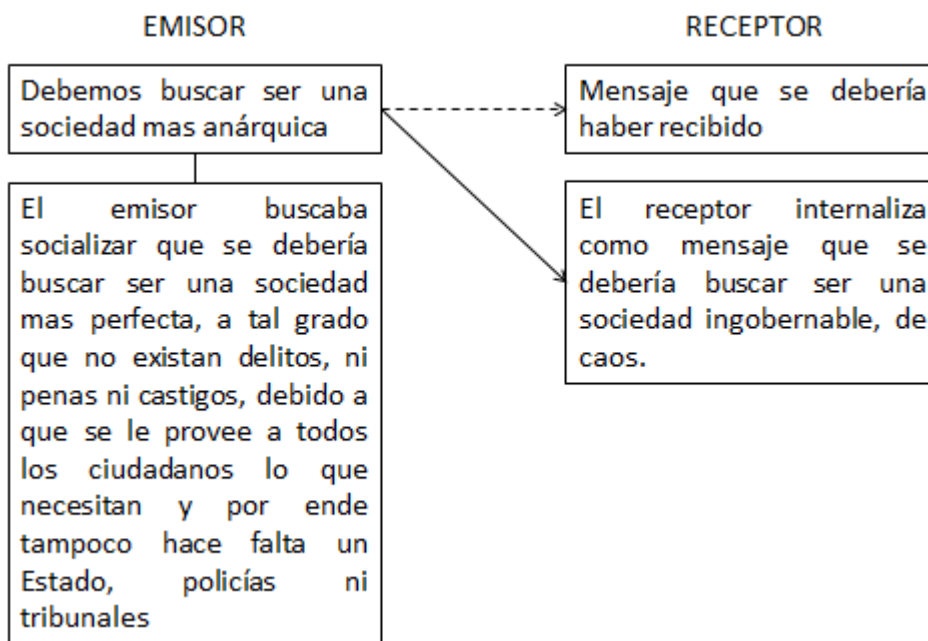 EMISOR
Debemos buscar ser una
sociedad mas anárquica
El emisor buscaba
socializar que se debería
buscar ser una sociedad
mas perfecta, a tal grado
que no existan delitos, ni
penas ni castigos, debido a
que se le provee a todos
los ciudadanos lo que
necesitan y por ende
tampoco hace falta un
Estado, policías ni
tribunales
RECEPTOR
Mensaje que se debería
haber recibido
El receptor internaliza
como mensaje que se
debería buscar ser una
sociedad ingobernable, de
caos.